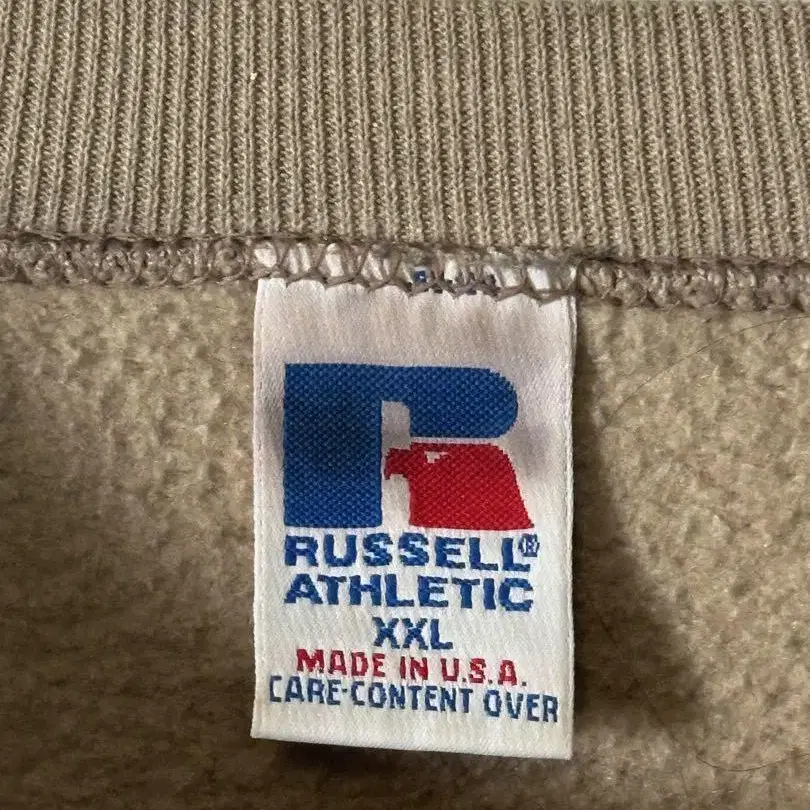 RUSSELL®
ATHLETIC
XXL
MADE IN U.S.A.
CARE-CONTENT OVER